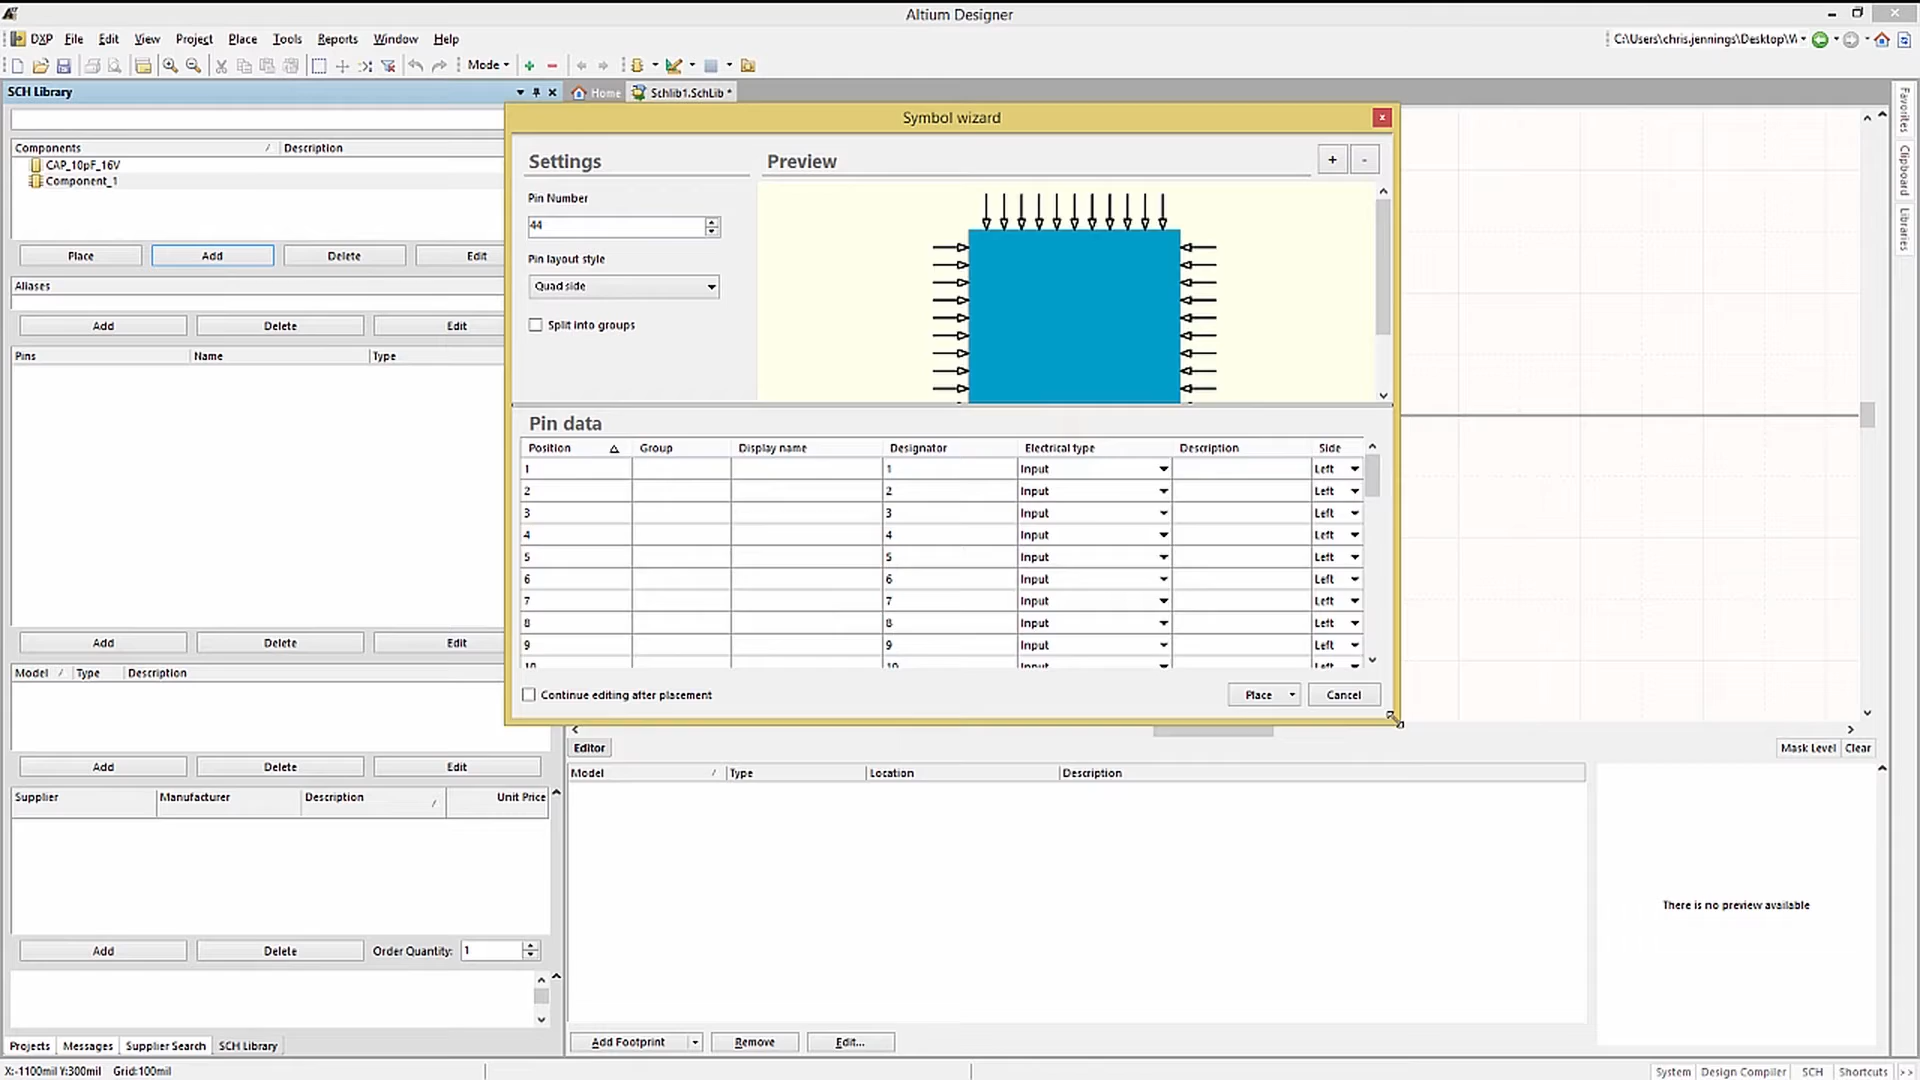 Altium Designer
DXP File Edit View Project Place Tools Reports Window Help
C:\Users\chris.jennings\Desktop\W
Mode
SCH Library
Home
Schlib1.SchLib *
Favorites
Clipboard
Libraries
Components / Description
CAP_10pF_16V
Component_1
Place Add Delete Edit
Aliases
Add Delete Edit
Pins Name Type
Add Delete Edit
Model / Type Description
Add Delete Edit
Supplier Manufacturer Description / Unit Price
Add Delete Order Quantity: 1
Projects Messages Supplier Search SCH Library
X:-1100mil Y:300mil Grid:100mil
Symbol wizard
x
Settings
Preview
+ -
Pin Number
44
Pin layout style
Quad side
Split into groups
Pin data
Position Group Display name Designator Electrical type Description Side
1 1 Input Left
2 2 Input Left
3 3 Input Left
4 4 Input Left
5 5 Input Left
6 6 Input Left
7 7 Input Left
8 8 Input Left
9 9 Input Left
10 10 Input Left
Continue editing after placement
Place Cancel
Editor
Mask Level Clear
Model / Type Location Description
There is no preview available
Add Footprint Remove Edit...
System Design Compiler SCH Shortcuts >>